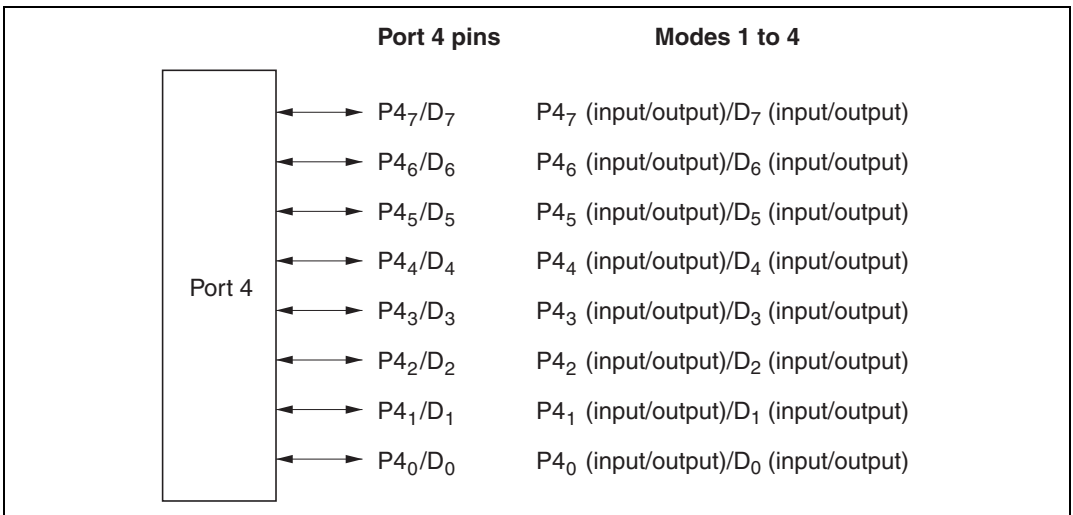 Port 4 pins Modes 1 to 4
P4₇/D₇ P4₇ (input/output)/D₇ (input/output)
P4₆/D₆ P4₆ (input/output)/D₆ (input/output)
P4₅/D₅ P4₅ (input/output)/D₅ (input/output)
P4₄/D₄ P4₄ (input/output)/D₄ (input/output)
Port 4
P4₃/D₃ P4₃ (input/output)/D₃ (input/output)
P4₂/D₂ P4₂ (input/output)/D₂ (input/output)
P4₁/D₁ P4₁ (input/output)/D₁ (input/output)
P4₀/D₀ P4₀ (input/output)/D₀ (input/output)